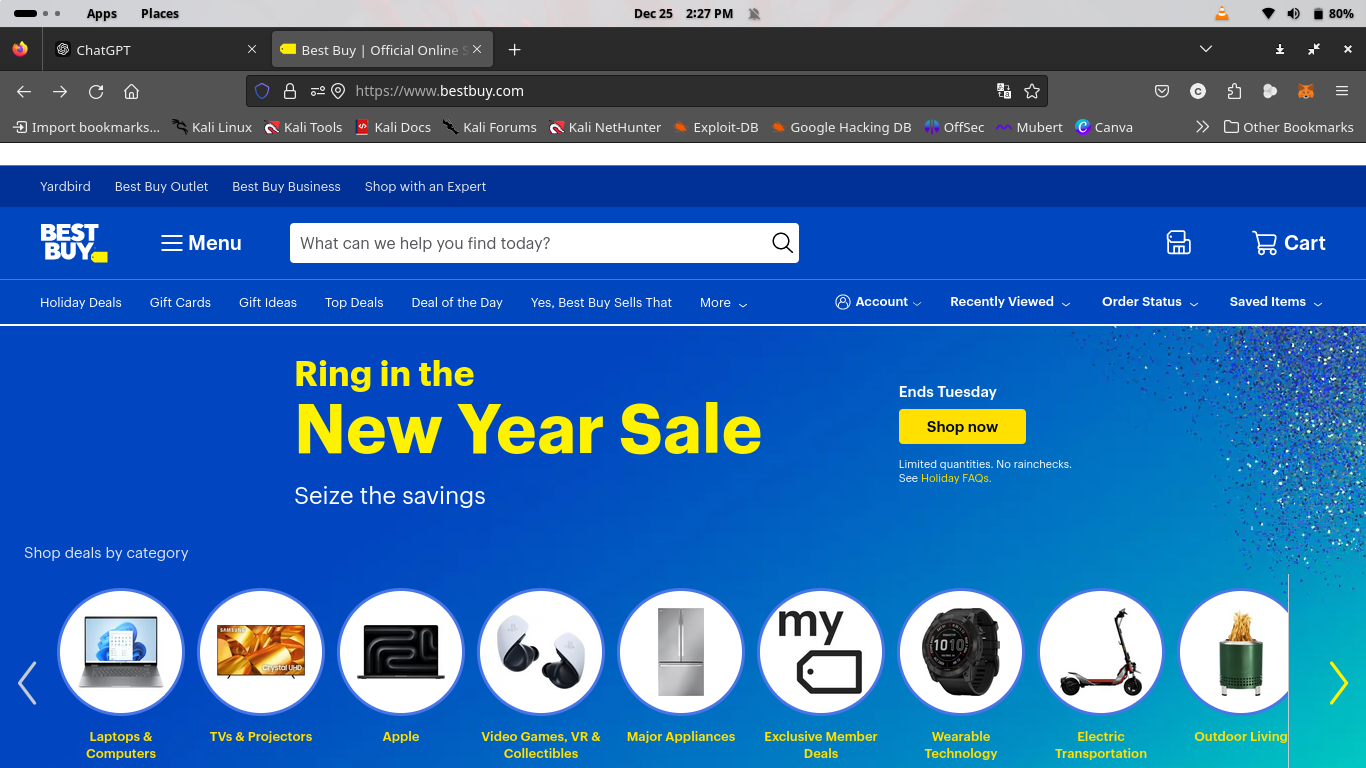 Apps Places Dec 25 2:27 PM 80%
ChatGPT Best Buy | Official Online S
https://www.bestbuy.com
Import bookmarks... Kali Linux Kali Tools Kali Docs Kali Forums Kali NetHunter Exploit-DB Google Hacking DB OffSec Mubert Canva Other Bookmarks
Yardbird Best Buy Outlet Best Buy Business Shop with an Expert
BEST
BUY
Menu What can we help you find today? Cart
Holiday Deals Gift Cards Gift Ideas Top Deals Deal of the Day Yes, Best Buy Sells That More Account Recently Viewed Order Status Saved Items
Ring in the
New Year Sale
Seize the savings
Ends Tuesday
Shop now
Limited quantities. No rainchecks.
See Holiday FAQs.
Shop deals by category
SAMSUNG
Crystal UHD
my
10:10
Laptops &
Computers
TVs & Projectors
Apple
Video Games, VR &
Collectibles
Major Appliances
Exclusive Member
Deals
Wearable
Technology
Electric
Transportation
Outdoor Living